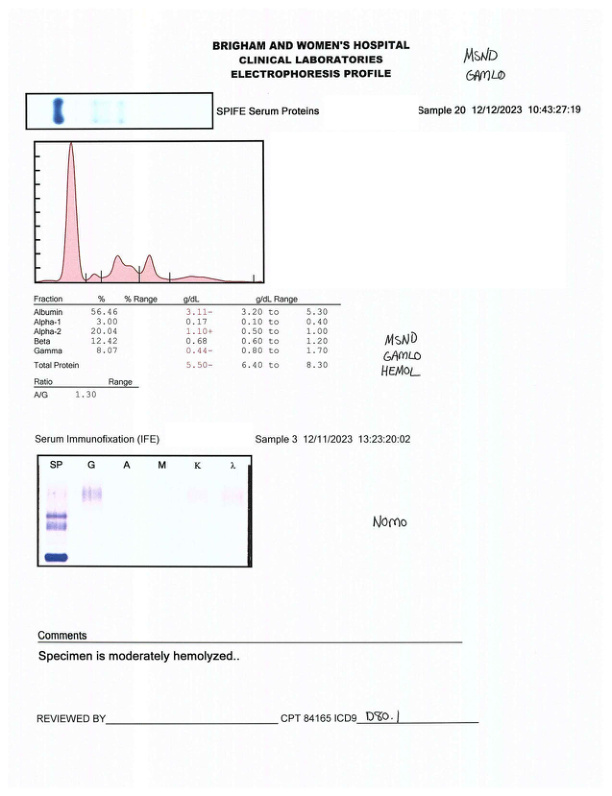 BRIGHAM AND WOMEN'S HOSPITAL
CLINICAL LABORATORIES
ELECTROPHORESIS PROFILE
MSND
GAMLO
SPIFE Serum Proteins Sample 20 12/12/2023 10:43:27:19
Fraction % % Range g/dL g/dL Range
Albumin 56.46 3.11- 3.20 to 5.30
Alpha-1 3.00 0.17 0.10 to 0.40
Alpha-2 20.04 1.10+ 0.50 to 1.00
Beta 12.42 0.68 0.60 to 1.20
Gamma 8.07 0.44- 0.80 to 1.70
Total Protein 5.50- 6.40 to 8.30
MSND
GAMLO
HEMOL
Ratio Range
A/G 1.30
Serum Immunofixation (IFE) Sample 3 12/11/2023 13:23:20:02
SP G A M K λ
NOMO
Comments
Specimen is moderately hemolyzed..
REVIEWED BY CPT 84165 ICD9 D80.1